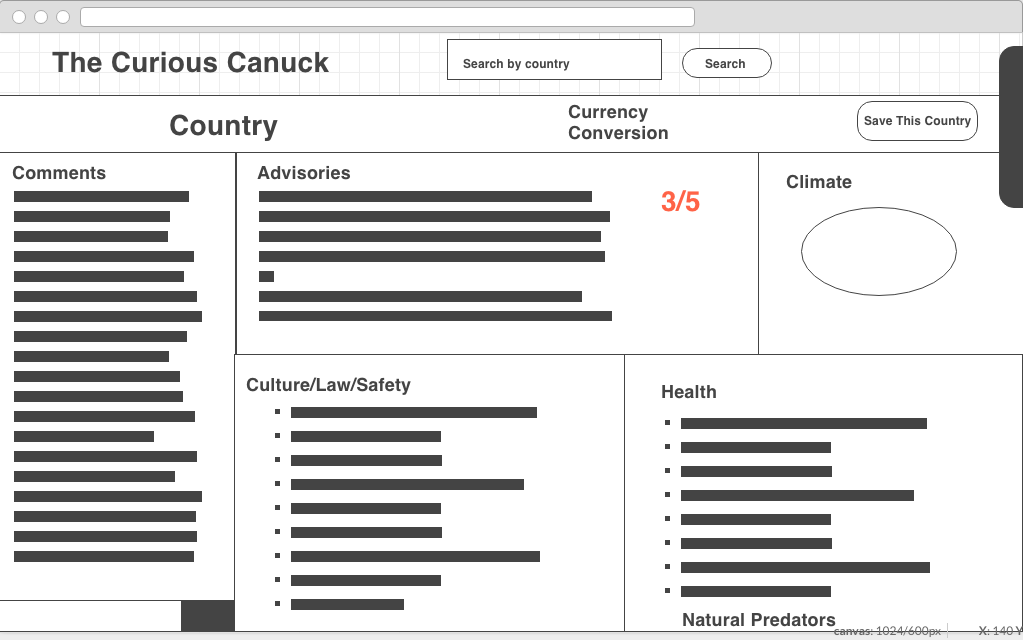 The Curious Canuck
Search by country
Search
Country
Currency
Conversion
Save This Country
Comments
Advisories
3/5
Climate
Culture/Law/Safety
Health
Natural Predators
canvas: 1024/600px
X: 140 Y